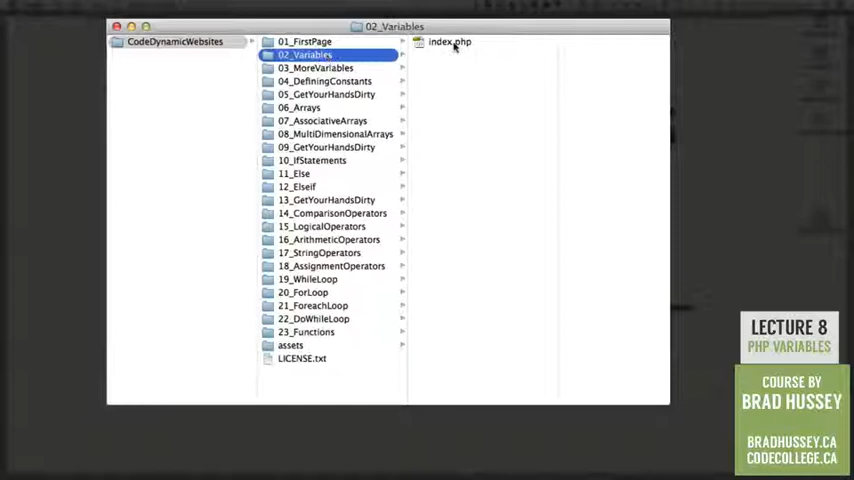 02_Variables
CodeDynamicWebsites
01_FirstPage
02_Variables
03_MoreVariables
04_DefiningConstants
05_GetYourHandsDirty
06_Arrays
07_AssociativeArrays
08_MultiDimensionalArrays
09_GetYourHandsDirty
10_IfStatements
11_Else
12_Elseif
13_GetYourHandsDirty
14_ComparisonOperators
15_LogicalOperators
16_ArithmeticOperators
17_StringOperators
18_AssignmentOperators
19_WhileLoop
20_ForLoop
21_ForeachLoop
22_DoWhileLoop
23_Functions
assets
LICENSE.txt
index.php
LECTURE 8
PHP VARIABLES
COURSE BY
BRAD HUSSEY
BRADHUSSEY.CA
CODECOLLEGE.CA